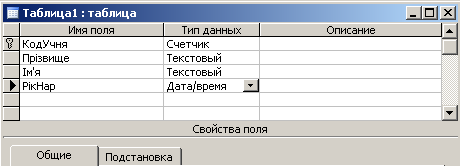 Таблица1 : таблица
Имя поля Тип данных Описание
КодУчня Счетчик
Прізвище Текстовый
Ім'я Текстовый
РікНар Дата/время
Свойства поля
Общие Подстановка